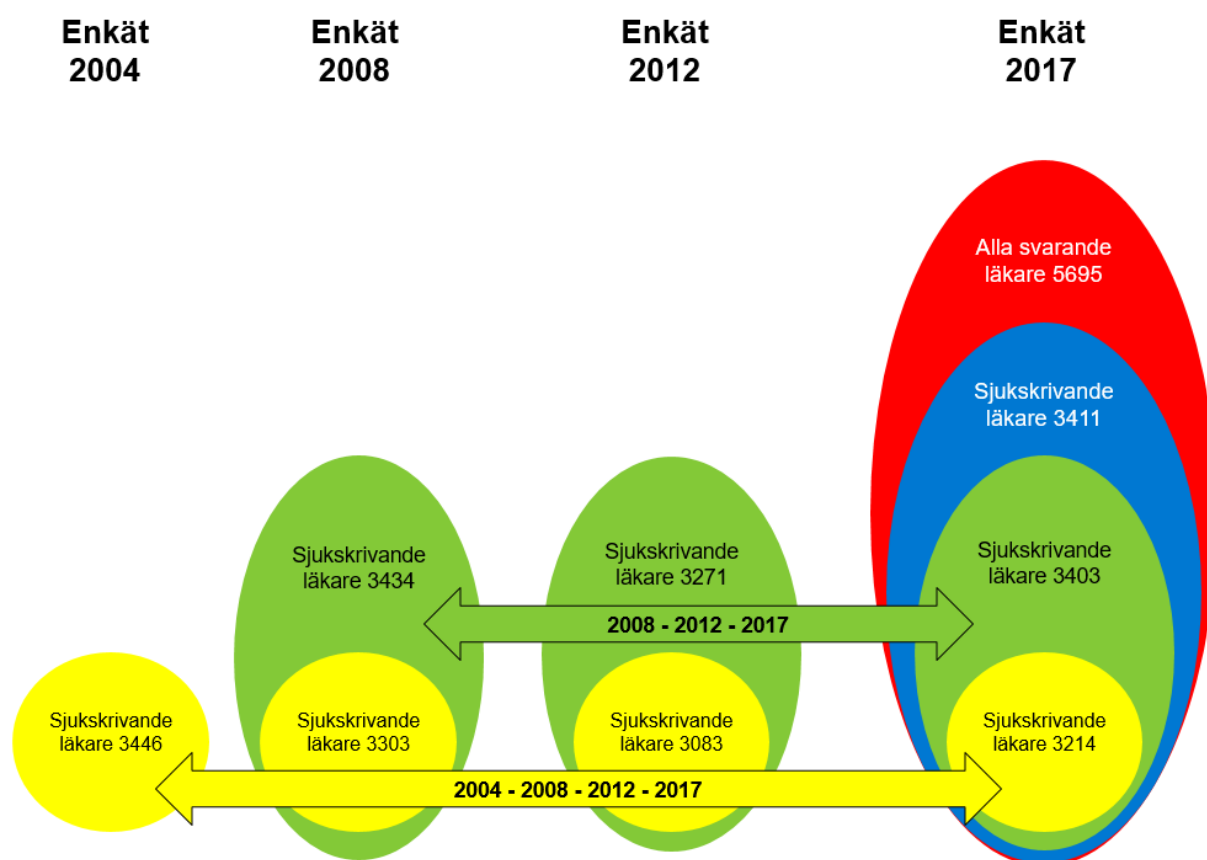 Enkät
2004
Enkät
2008
Enkät
2012
Enkät
2017
Alla svarande
läkare 5695
Sjukskrivande
läkare 3411
Sjukskrivande
läkare 3434
Sjukskrivande
läkare 3271
Sjukskrivande
läkare 3403
2008 - 2012 - 2017
Sjukskrivande
läkare 3446
Sjukskrivande
läkare 3303
Sjukskrivande
läkare 3083
Sjukskrivande
läkare 3214
2004 - 2008 - 2012 - 2017